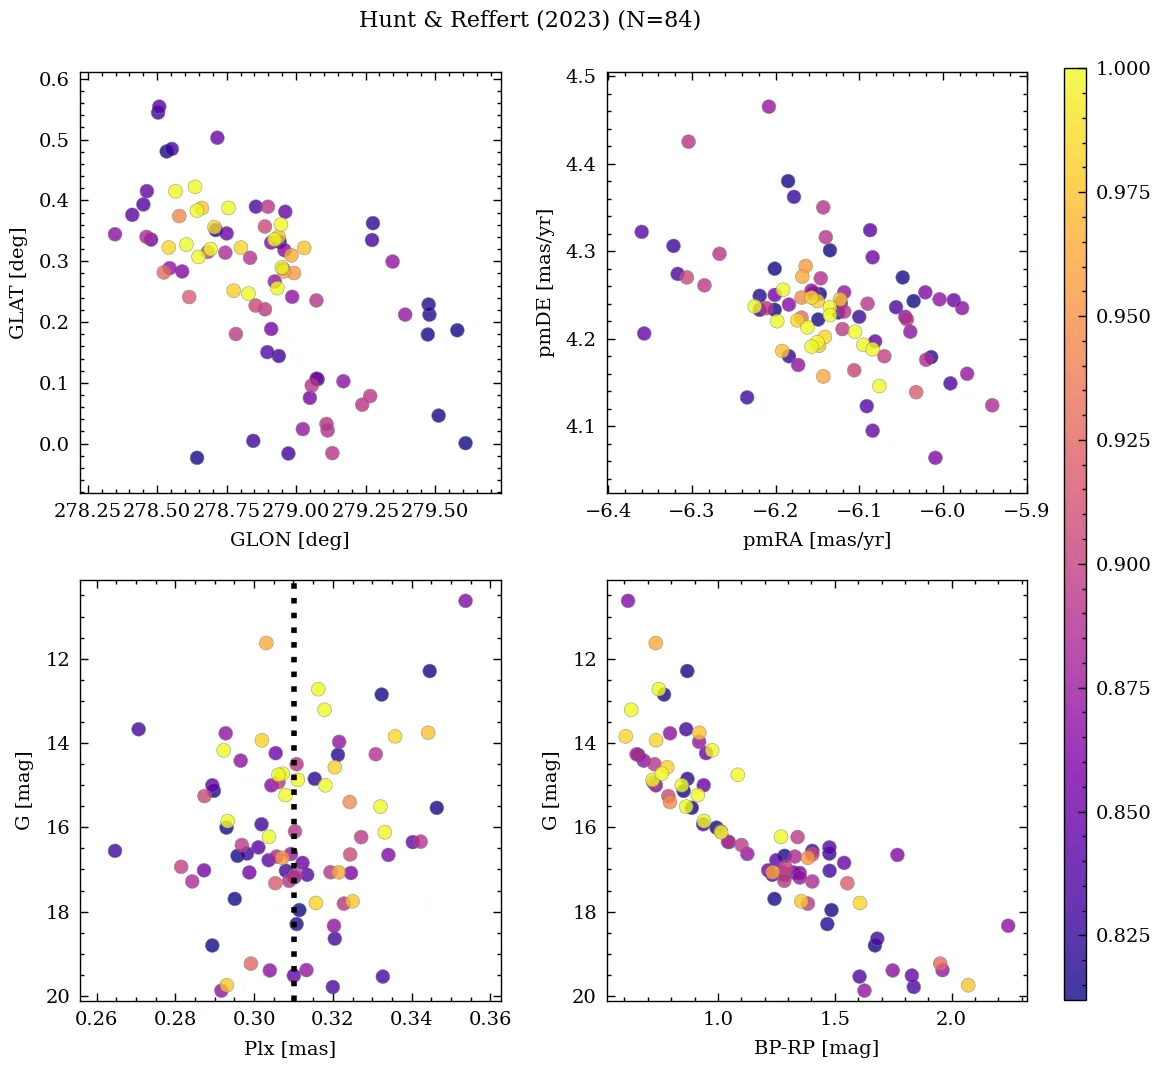 Hunt & Reffert (2023) (N=84)
0.6
0.5
0.4
0.3
0.2
0.1
0.0
GLAT [deg]
278.25 278.50 278.75 279.00 279.25 279.50
GLON [deg]
4.5
4.4
4.3
4.2
4.1
pmDE [mas/yr]
−6.4 −6.3 −6.2 −6.1 −6.0 −5.9
pmRA [mas/yr]
12
14
16
18
20
G [mag]
0.26 0.28 0.30 0.32 0.34 0.36
Plx [mas]
12
14
16
18
20
G [mag]
1.0 1.5 2.0
BP-RP [mag]
1.000
0.975
0.950
0.925
0.900
0.875
0.850
0.825